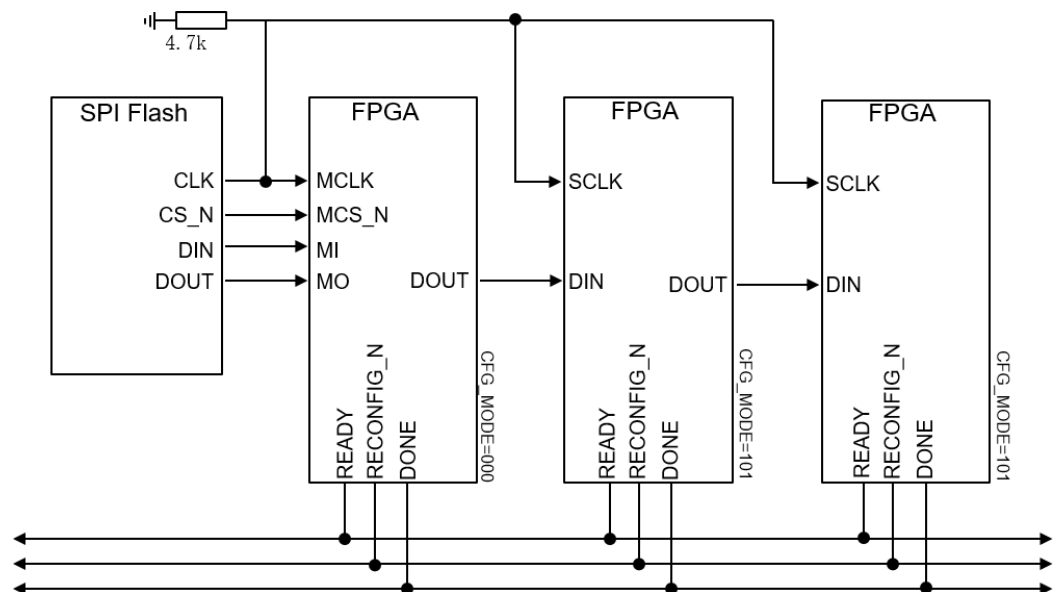 4.7k
SPI Flash
CLK
CS_N
DIN
DOUT
FPGA
MCLK
MCS_N
MI
MO
DOUT
READY
RECONFIG_N
DONE
CFG_MODE=000
FPGA
SCLK
DIN
DOUT
READY
RECONFIG_N
DONE
CFG_MODE=101
FPGA
SCLK
DIN
READY
RECONFIG_N
DONE
CFG_MODE=101